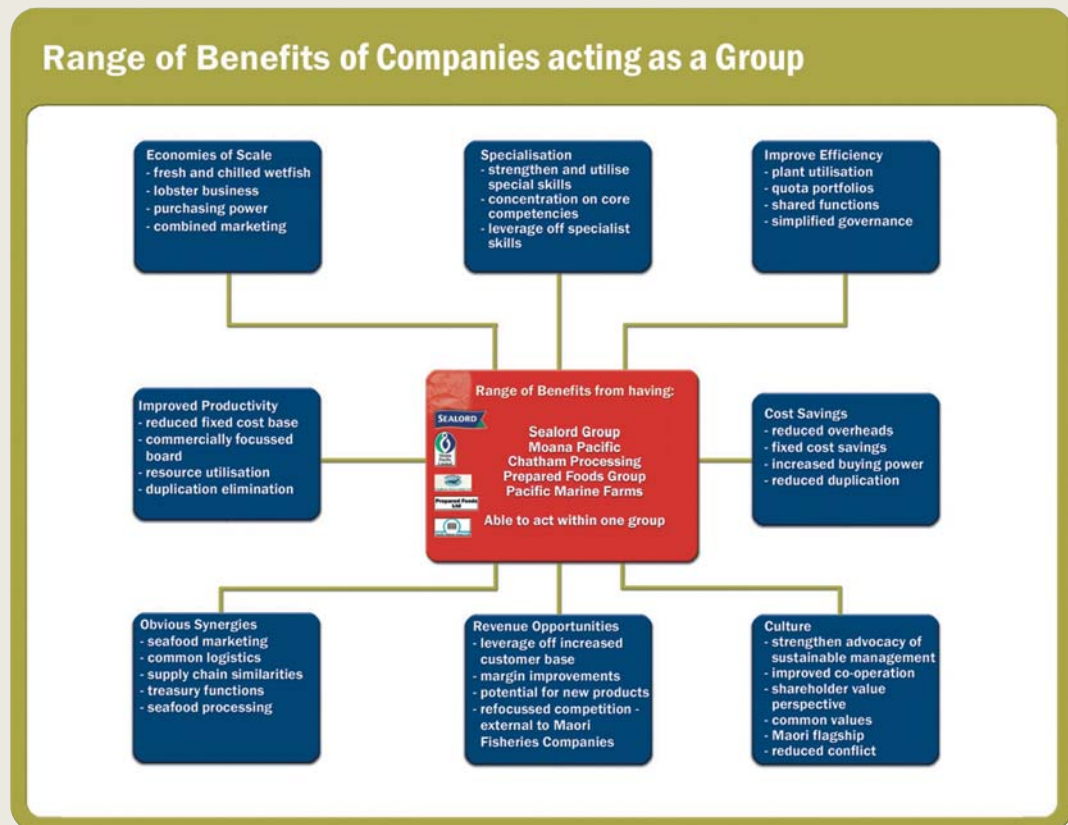 Range of Benefits of Companies acting as a Group
Economies of Scale
- fresh and chilled wetfish
- lobster business
- purchasing power
- combined marketing
Specialisation
- strengthen and utilise
special skills
- concentration on core
competencies
- leverage off specialist
skills
Improve Efficiency
- plant utilisation
- quota portfolios
- shared functions
- simplified governance
Improved Productivity
- reduced fixed cost base
- commercially focussed
board
- resource utilisation
- duplication elimination
Range of Benefits from having:
SEALORD
Sealord Group
Moana Pacific
Chatham Processing
Prepared Foods Group
Pacific Marine Farms
Able to act within one group
Prepared Foods
Ltd
Cost Savings
- reduced overheads
- fixed cost savings
- increased buying power
- reduced duplication
Obvious Synergies
- seafood marketing
- common logistics
- supply chain similarities
- treasury functions
- seafood processing
Revenue Opportunities
- leverage off increased
customer base
- margin improvements
- potential for new products
- refocussed competition -
external to Maori
Fisheries Companies
Culture
- strengthen advocacy of
sustainable management
- improved co-operation
- shareholder value
perspective
- common values
- Maori flagship
- reduced conflict